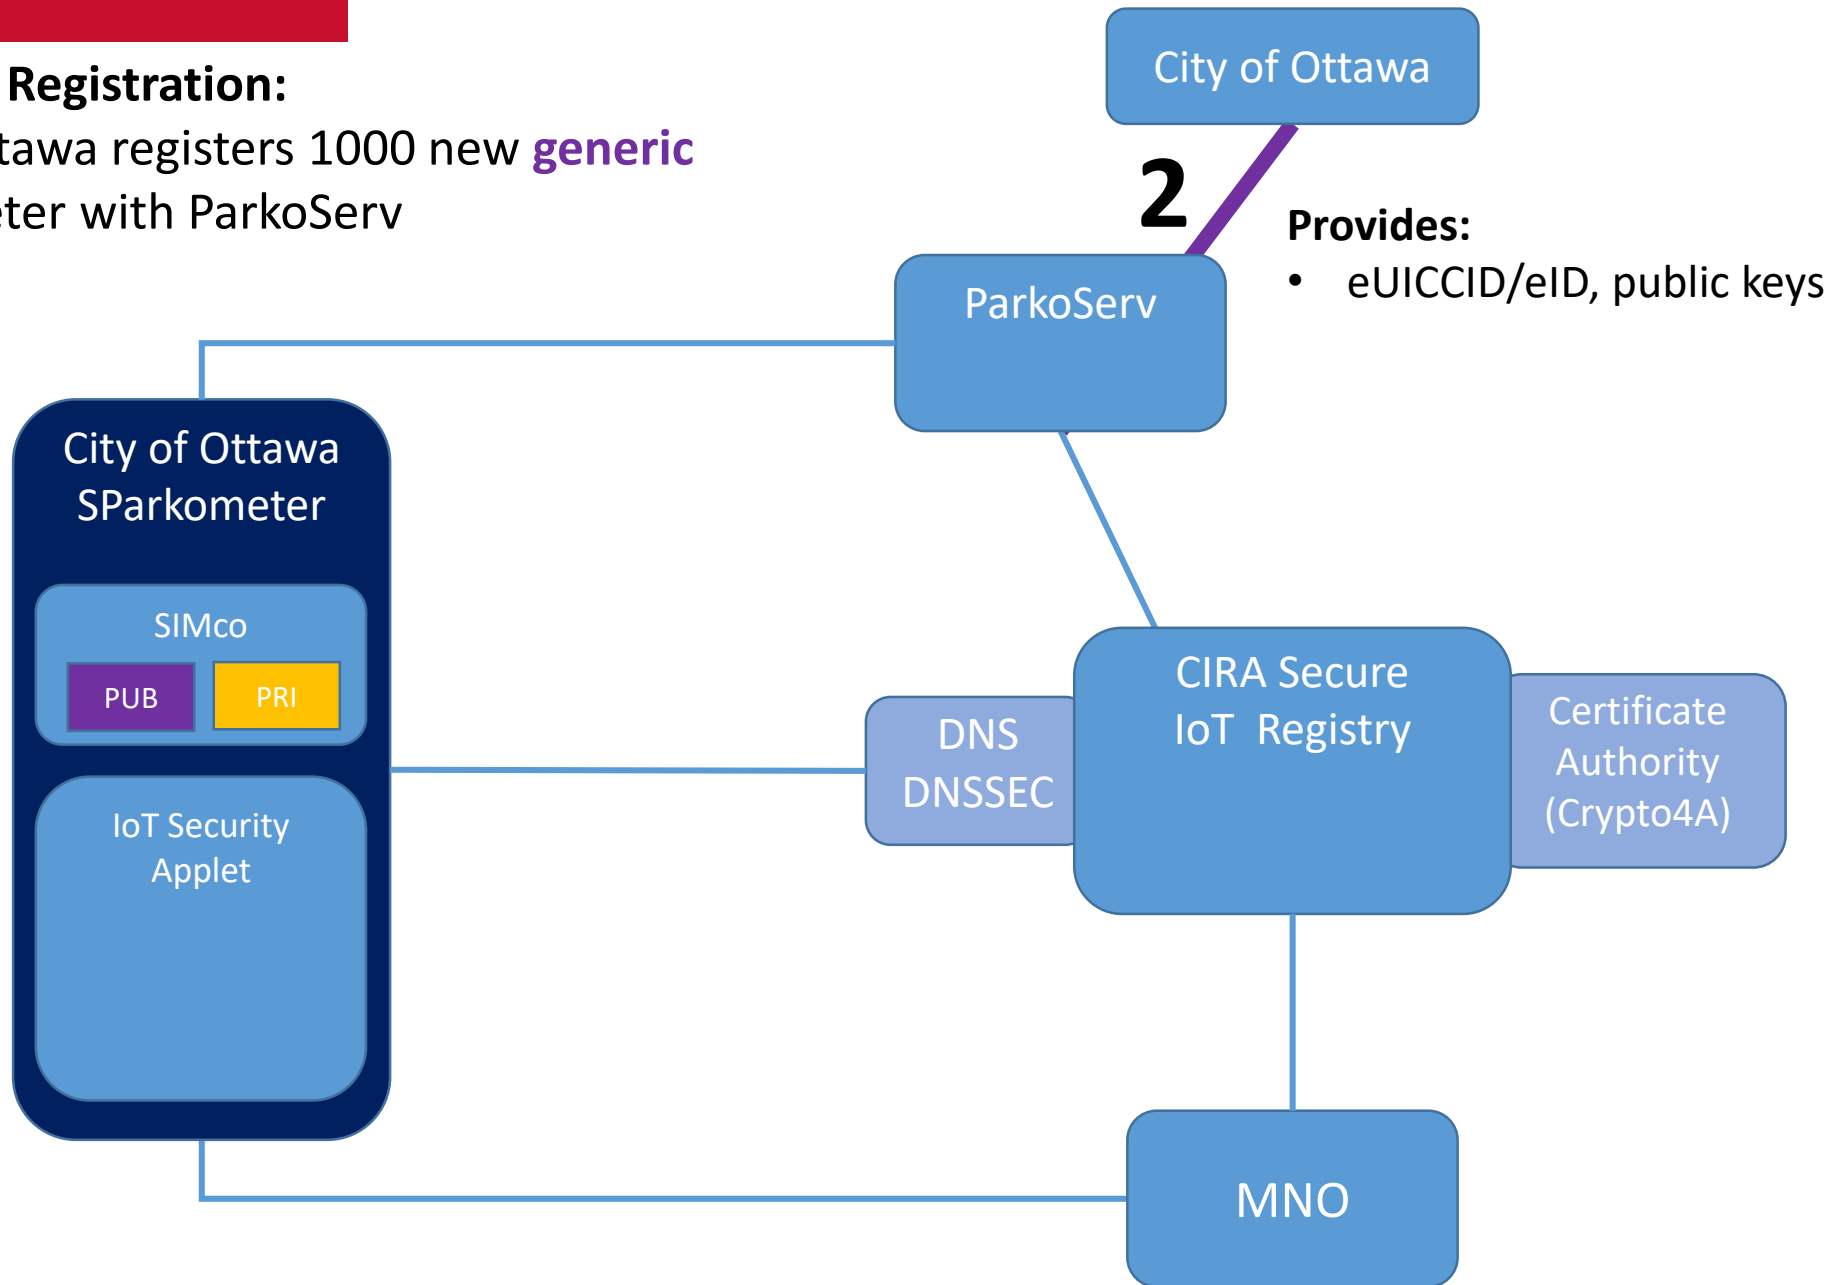 Registration:
tawa registers 1000 new generic
eter with ParkoServ
City of Ottawa
2
Provides:
• eUICCID/eID, public keys
ParkoServ
City of Ottawa
SParkometer
SIMco
PUB PRI
IoT Security
Applet
DNS
DNSSEC
CIRA Secure
IoT Registry
Certificate
Authority
(Crypto4A)
MNO